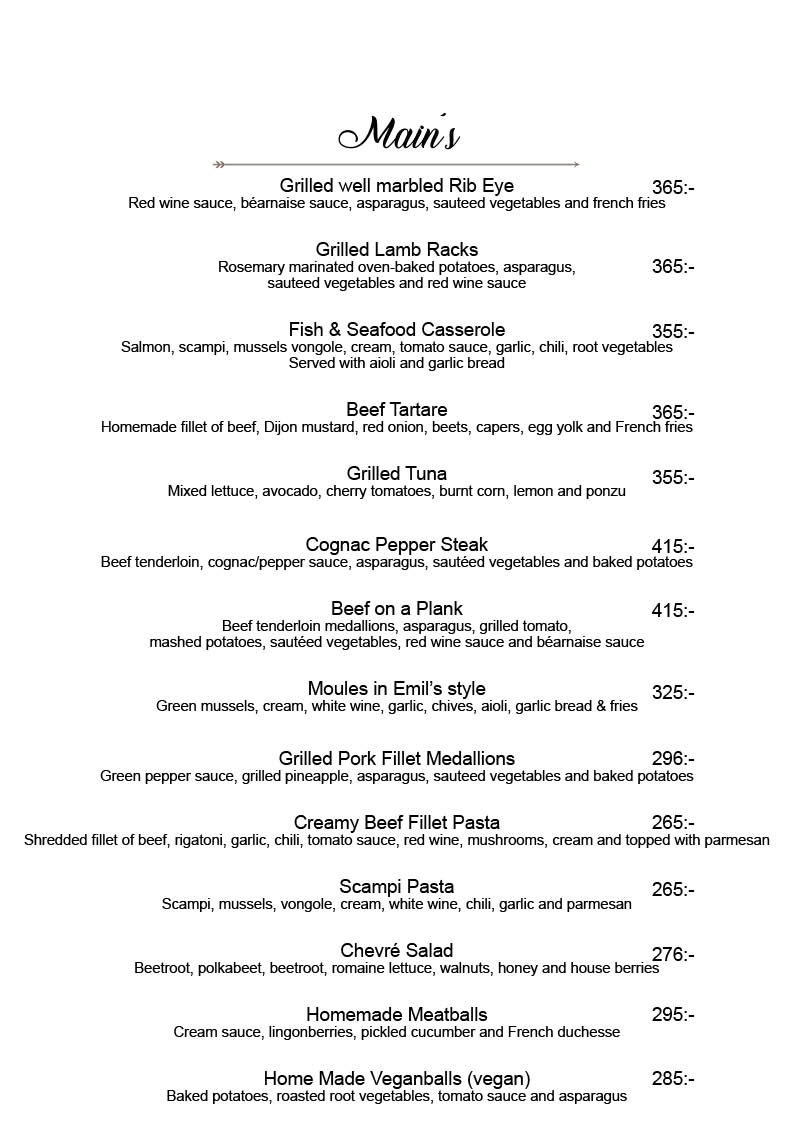 Main's
Grilled well marbled Rib Eye 365:-
Red wine sauce, béarnaise sauce, asparagus, sauteed vegetables and french fries
Grilled Lamb Racks
Rosemary marinated oven-baked potatoes, asparagus, 365:-
sauteed vegetables and red wine sauce
Fish & Seafood Casserole 355:-
Salmon, scampi, mussels vongole, cream, tomato sauce, garlic, chili, root vegetables
Served with aioli and garlic bread
Beef Tartare 365:-
Homemade fillet of beef, Dijon mustard, red onion, beets, capers, egg yolk and French fries
Grilled Tuna 355:-
Mixed lettuce, avocado, cherry tomatoes, burnt corn, lemon and ponzu
Cognac Pepper Steak 415:-
Beef tenderloin, cognac/pepper sauce, asparagus, sautéed vegetables and baked potatoes
Beef on a Plank 415:-
Beef tenderloin medallions, asparagus, grilled tomato,
mashed potatoes, sautéed vegetables, red wine sauce and béarnaise sauce
Moules in Emil’s style 325:-
Green mussels, cream, white wine, garlic, chives, aioli, garlic bread & fries
Grilled Pork Fillet Medallions 296:-
Green pepper sauce, grilled pineapple, asparagus, sauteed vegetables and baked potatoes
Creamy Beef Fillet Pasta 265:-
Shredded fillet of beef, rigatoni, garlic, chili, tomato sauce, red wine, mushrooms, cream and topped with parmesan
Scampi Pasta 265:-
Scampi, mussels, vongole, cream, white wine, chili, garlic and parmesan
Chevré Salad 276:-
Beetroot, polkabeet, beetroot, romaine lettuce, walnuts, honey and house berries
Homemade Meatballs 295:-
Cream sauce, lingonberries, pickled cucumber and French duchesse
Home Made Veganballs (vegan) 285:-
Baked potatoes, roasted root vegetables, tomato sauce and asparagus